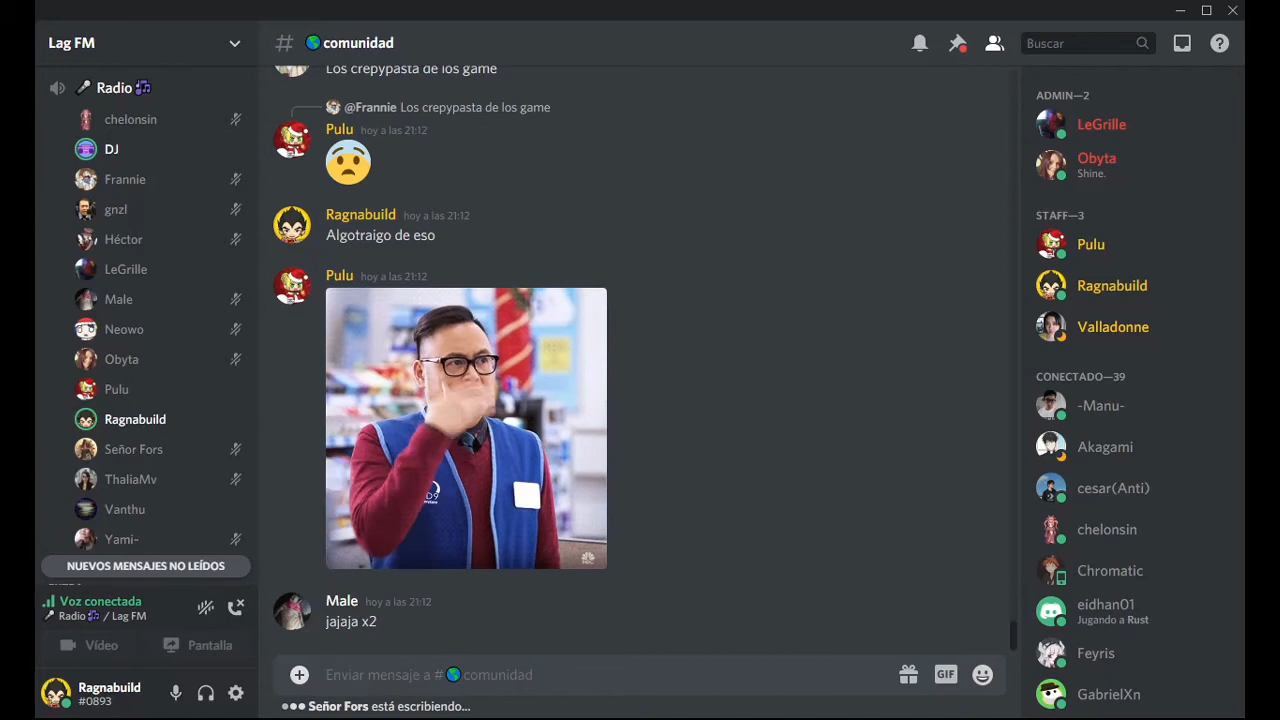 Lag FM
Radio
chelonsin
DJ
Frannie
gnzl
Héctor
LeGrille
Male
Neowo
Obyta
Pulu
Ragnabuild
Señor Fors
ThaliaMv
Vanthu
Yami-
NUEVOS MENSAJES NO LEÍDOS
Voz conectada
Radio / Lag FM
Vídeo
Pantalla
Ragnabuild
#0893
# comunidad
Los crepypasta de los game
@Frannie Los crepypasta de los game
Pulu hoy a las 21:12
Ragnabuild hoy a las 21:12
Algotraigo de eso
Pulu hoy a las 21:12
NBC
Male hoy a las 21:12
jajaja x2
Enviar mensaje a # comunidad
GIF
Señor Fors está escribiendo...
Buscar
ADMIN—2
LeGrille
Obyta
Shine.
STAFF—3
Pulu
Ragnabuild
Valladonne
CONECTADO—39
-Manu-
Akagami
cesar(Anti)
chelonsin
Chromatic
eidhan01
Jugando a Rust
Feyris
GabrielXn